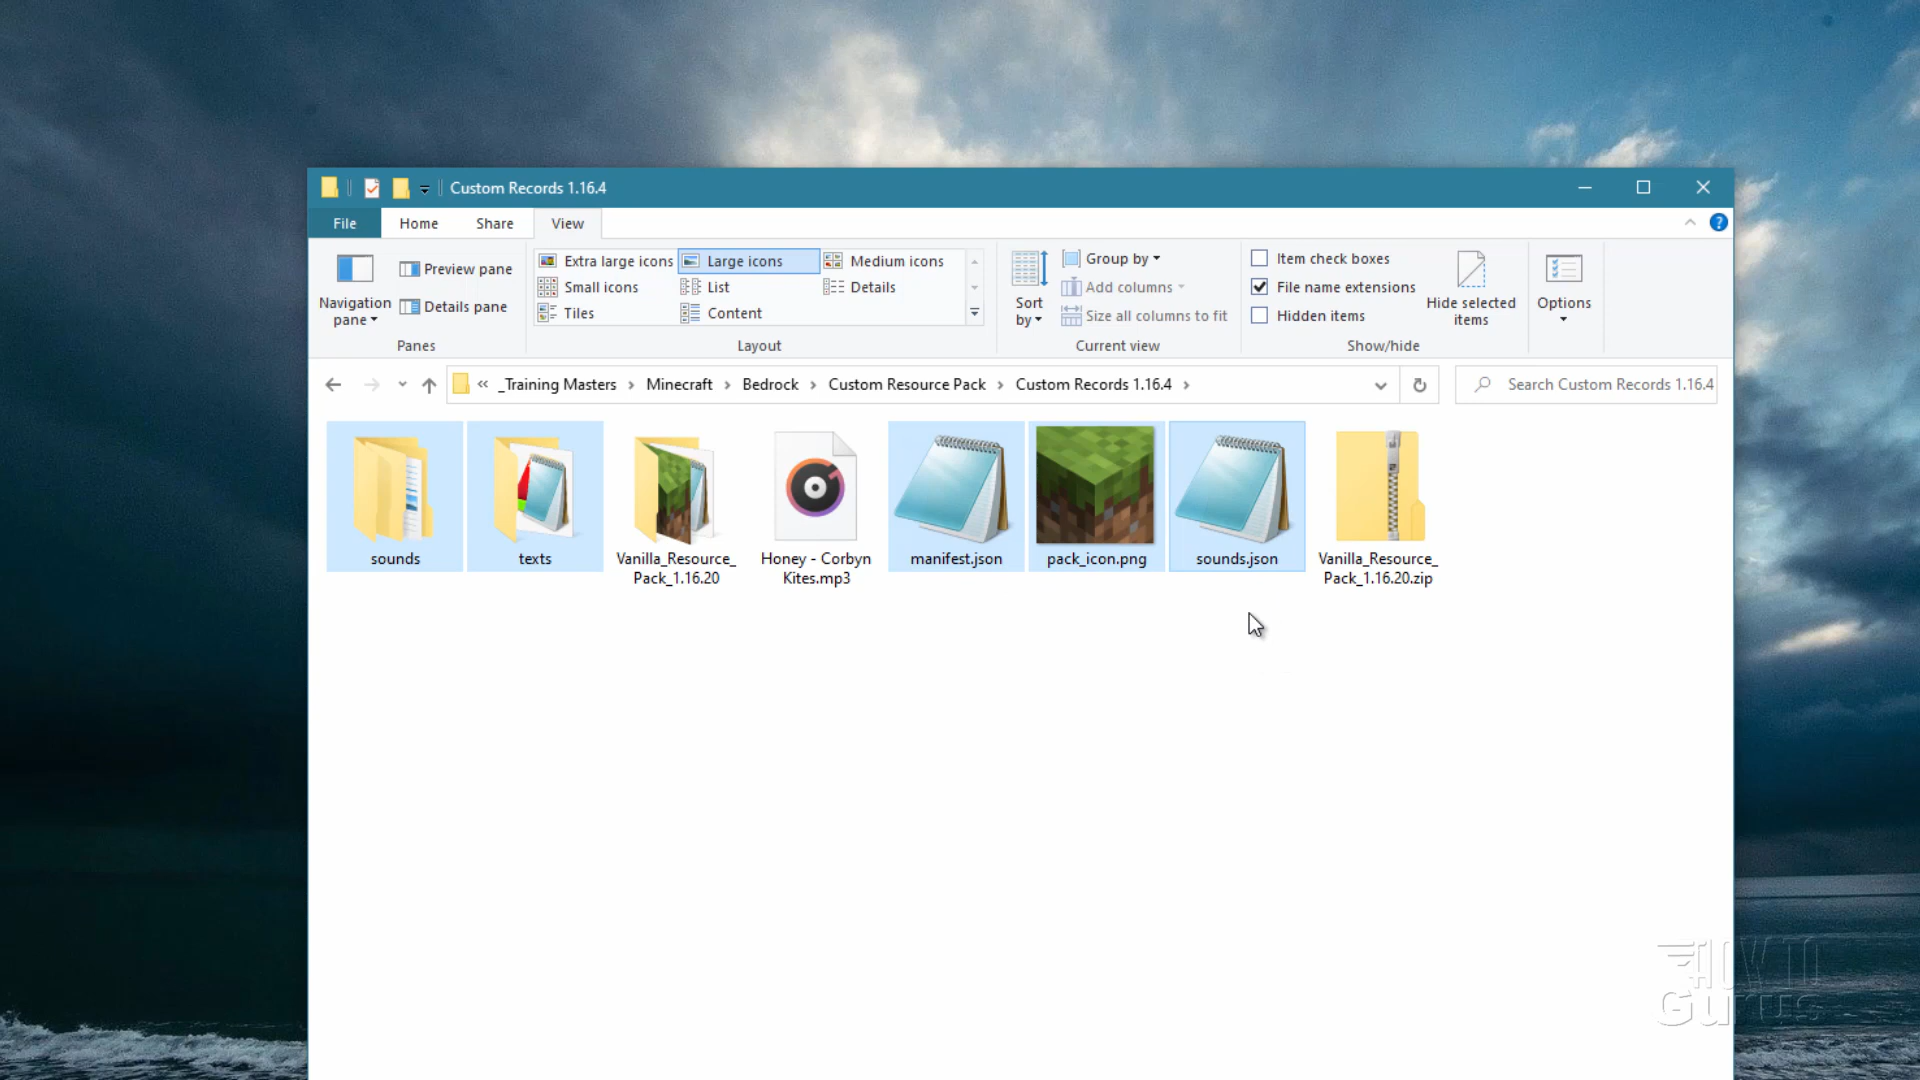 Custom Records 1.16.4
File Home Share View
Navigation pane
Preview pane
Details pane
Panes
Extra large icons Large icons Medium icons
Small icons List Details
Tiles Content
Layout
Sort by
Group by
Add columns
Size all columns to fit
Current view
Item check boxes
File name extensions
Hidden items
Hide selected items
Show/hide
Options
« _Training Masters › Minecraft › Bedrock › Custom Resource Pack › Custom Records 1.16.4 ›
Search Custom Records 1.16.4
sounds
texts
Vanilla_Resource_
Pack_1.16.20
Honey - Corbyn
Kites.mp3
manifest.json
pack_icon.png
sounds.json
Vanilla_Resource_
Pack_1.16.20.zip
HOW TO
Gurus